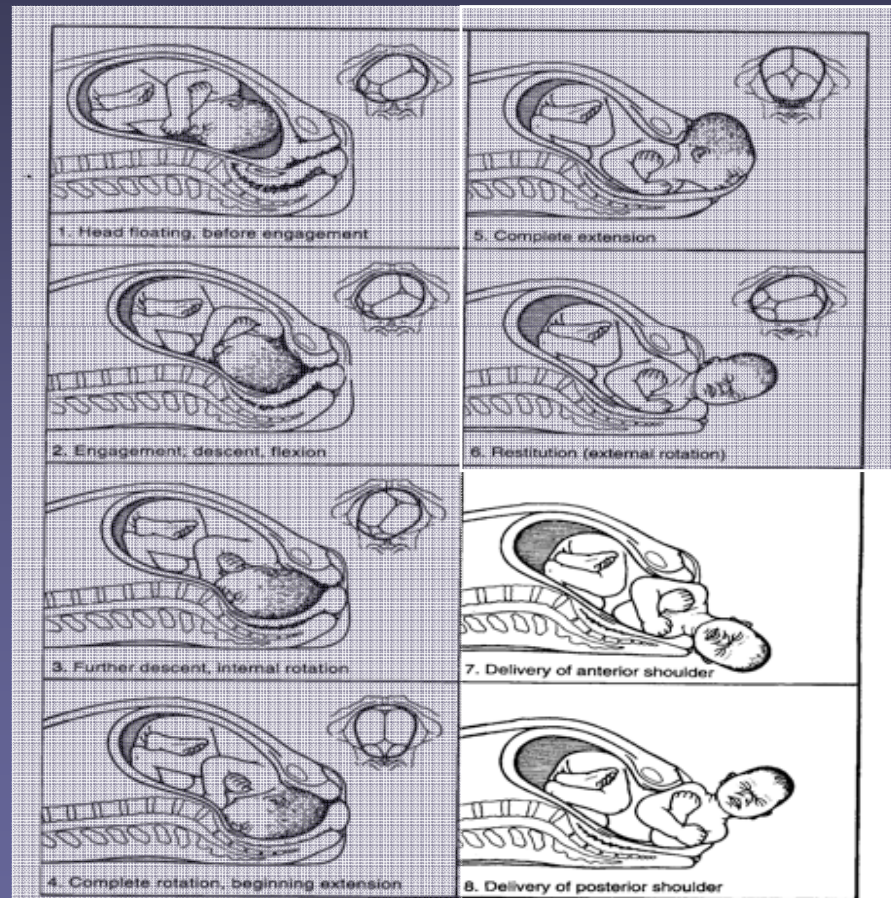 1. Head floating, before engagement
2. Engagement; descent, flexion
3. Further descent, internal rotation
4. Complete rotation, beginning extension
5. Complete extension
6. Restitution (external rotation)
7. Delivery of anterior shoulder
8. Delivery of posterior shoulder